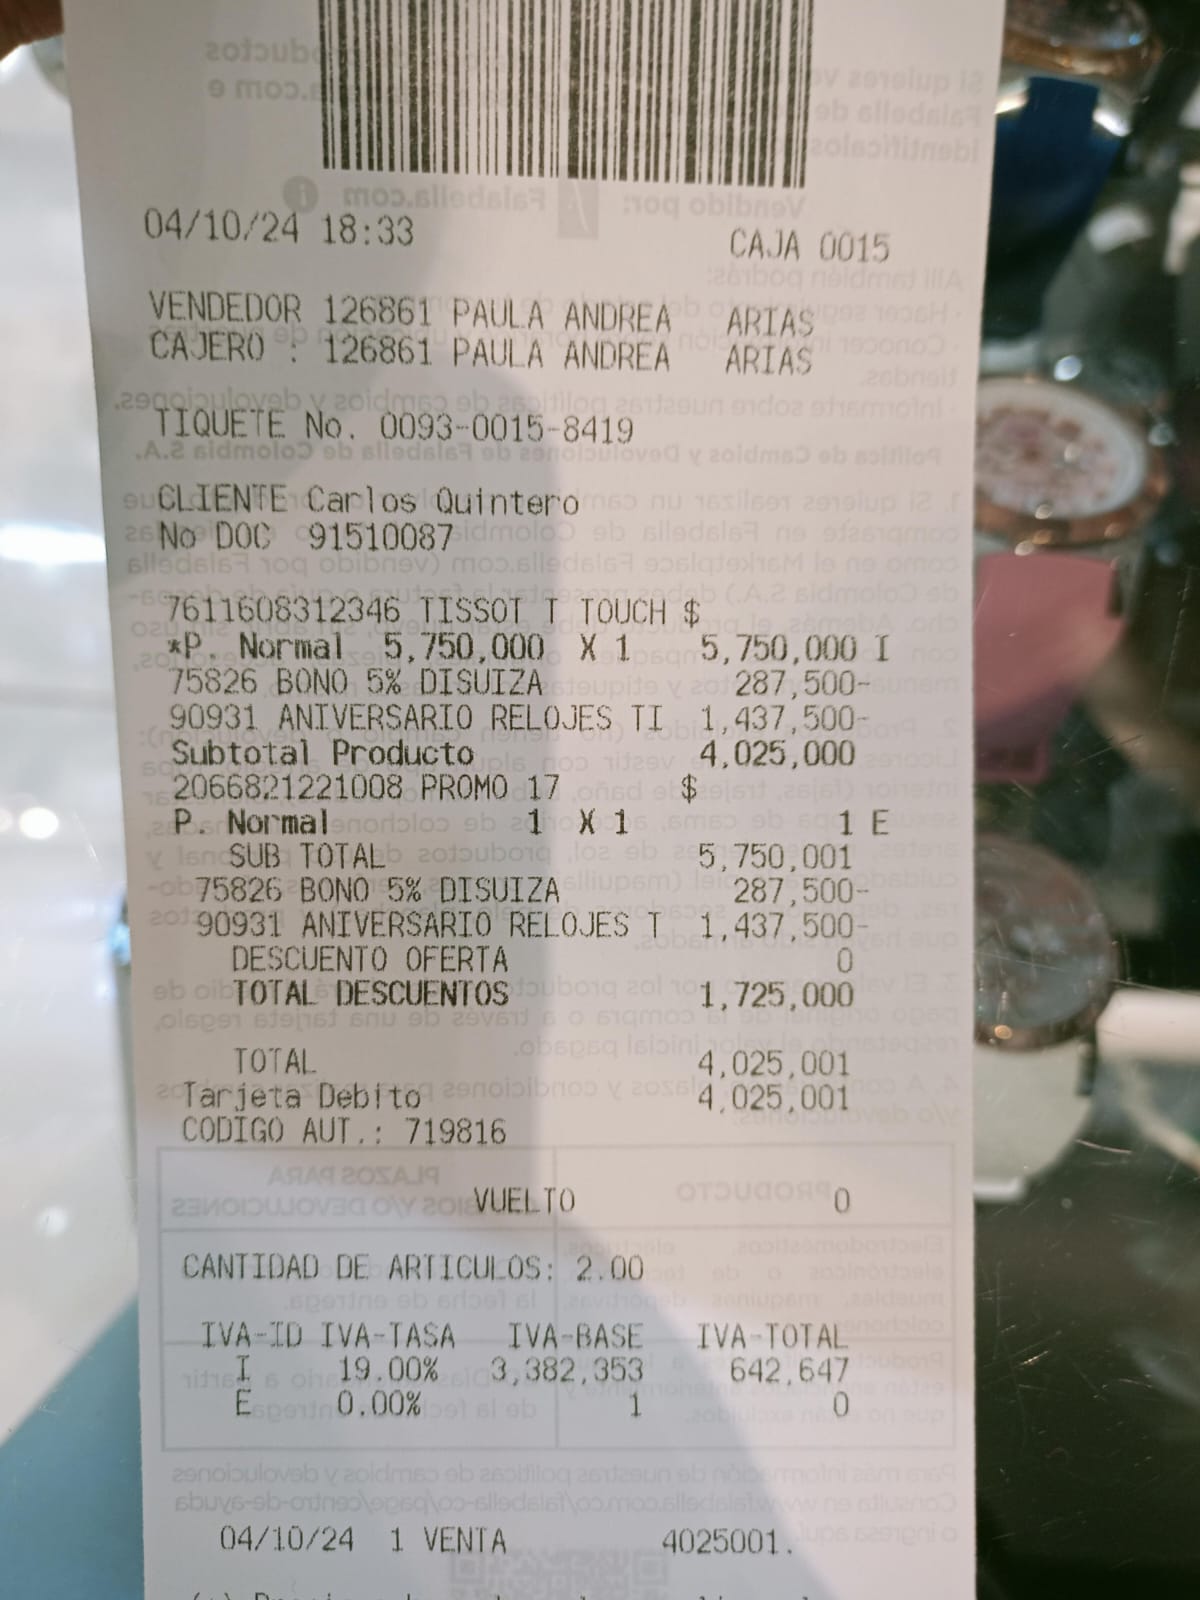 04/10/24 18:33 CAJA 0015
VENDEDOR 126861 PAULA ANDREA ARIAS
CAJERO : 126861 PAULA ANDREA ARIAS
TIQUETE No. 0093-0015-8419
CLIENTE Carlos Quintero
No DOC 91510087
7611608312346 TISSOT T TOUCH $
*P. Normal 5,750,000 X 1 5,750,000 I
75826 BONO 5% DISUIZA 287,500-
90931 ANIVERSARIO RELOJES TI 1,437,500-
Subtotal Producto 4,025,000
2066821221008 PROMO 17 $
P. Normal 1 X 1 1 E
SUB TOTAL 5,750,001
75826 BONO 5% DISUIZA 287,500-
90931 ANIVERSARIO RELOJES T 1,437,500-
DESCUENTO OFERTA 0
TOTAL DESCUENTOS 1,725,000
TOTAL 4,025,001
Tarjeta Debito 4,025,001
CODIGO AUT.: 719816
VUELTO 0
CANTIDAD DE ARTICULOS: 2.00
IVA-ID IVA-TASA IVA-BASE IVA-TOTAL
I 19.00% 3,382,353 642,647
E 0.00% 1 0
04/10/24 1 VENTA 4025001.